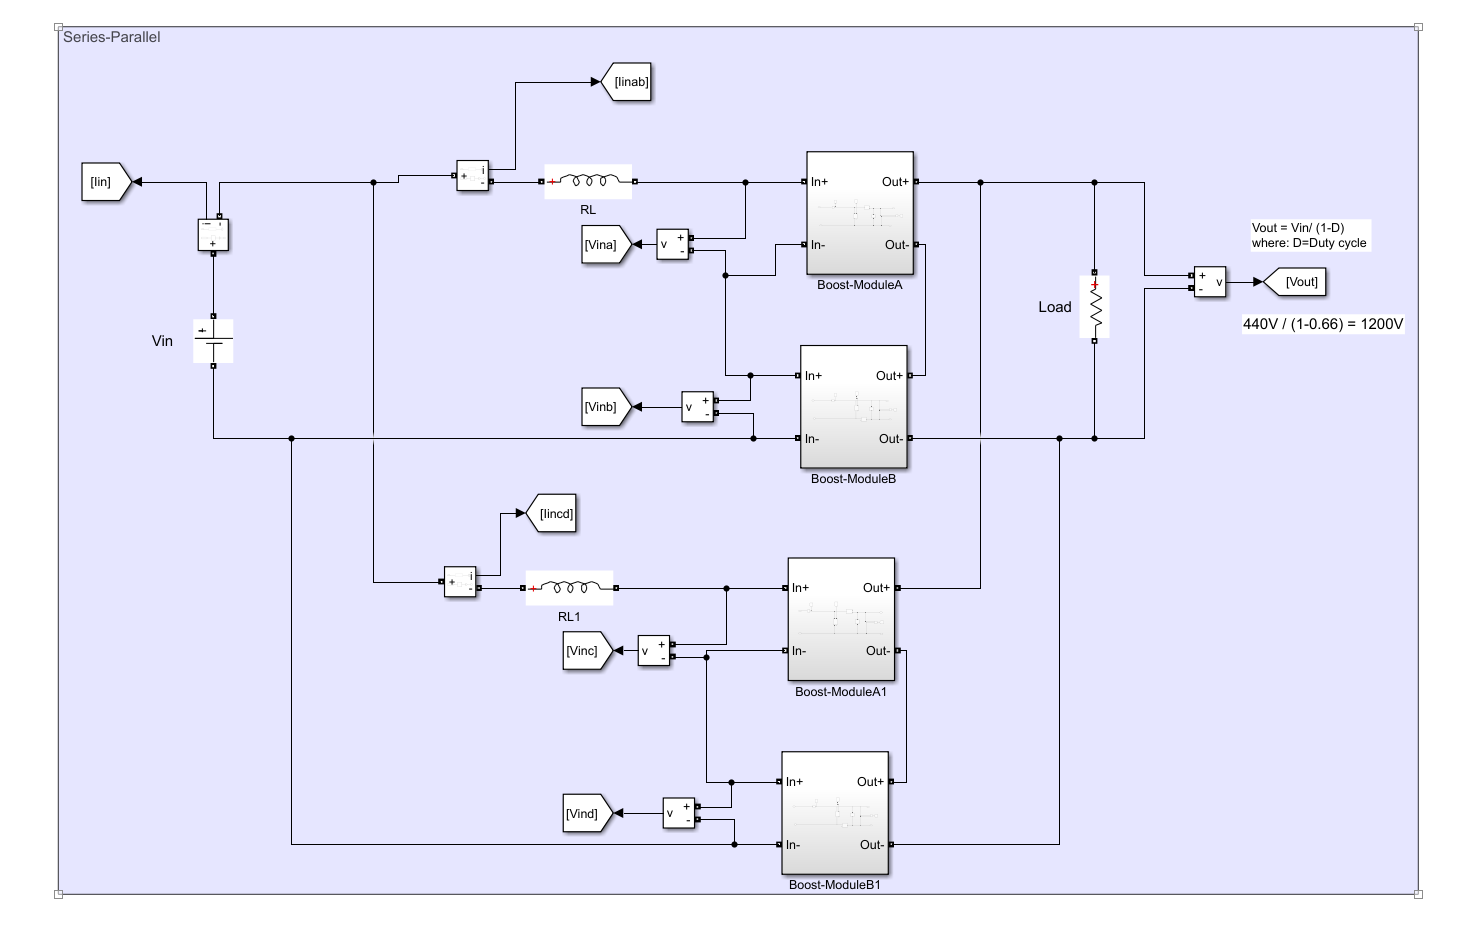 Series-Parallel
[Iinab]
[Iin]
i
+
-
RL
In+
Out+
In-
Out-
Boost-ModuleA
[Vina]
v
+
-
Vout = Vin/ (1-D)
where: D=Duty cycle
+
-
v
[Vout]
440V / (1-0.66) = 1200V
Load
Vin
+
[Vinb]
v
+
-
In+
Out+
In-
Out-
Boost-ModuleB
[Iincd]
i
+
-
RL1
In+
Out+
In-
Out-
Boost-ModuleA1
[Vinc]
v
+
-
[Vind]
v
+
-
In+
Out+
In-
Out-
Boost-ModuleB1